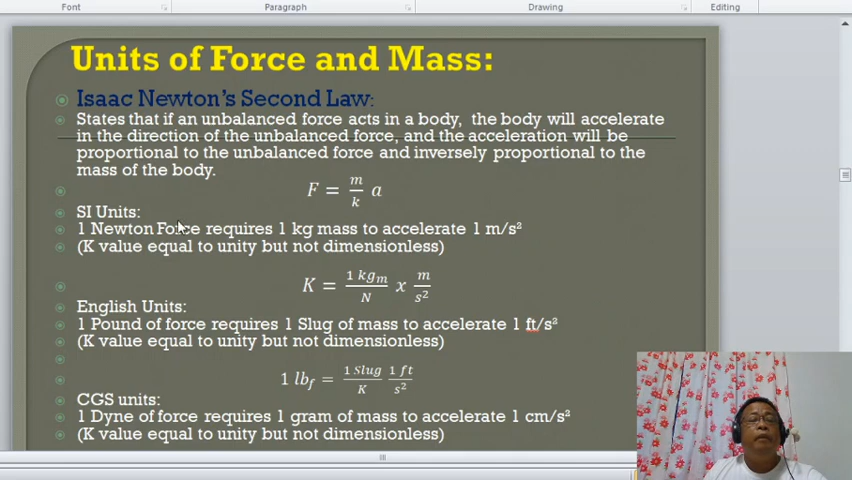 Font
Paragraph
Drawing
Editing
Units of Force and Mass:
Isaac Newton's Second Law:
States that if an unbalanced force acts in a body, the body will accelerate
in the direction of the unbalanced force, and the acceleration will be
proportional to the unbalanced force and inversely proportional to the
mass of the body.
F = m/k a
SI Units:
1 Newton Force requires 1 kg mass to accelerate 1 m/s²
(K value equal to unity but not dimensionless)
K = 1 kgₘ/N x m/s²
English Units:
1 Pound of force requires 1 Slug of mass to accelerate 1 ft/s²
(K value equal to unity but not dimensionless)
1 lb_f = 1 Slug/K 1 ft/s²
CGS units:
1 Dyne of force requires 1 gram of mass to accelerate 1 cm/s²
(K value equal to unity but not dimensionless)